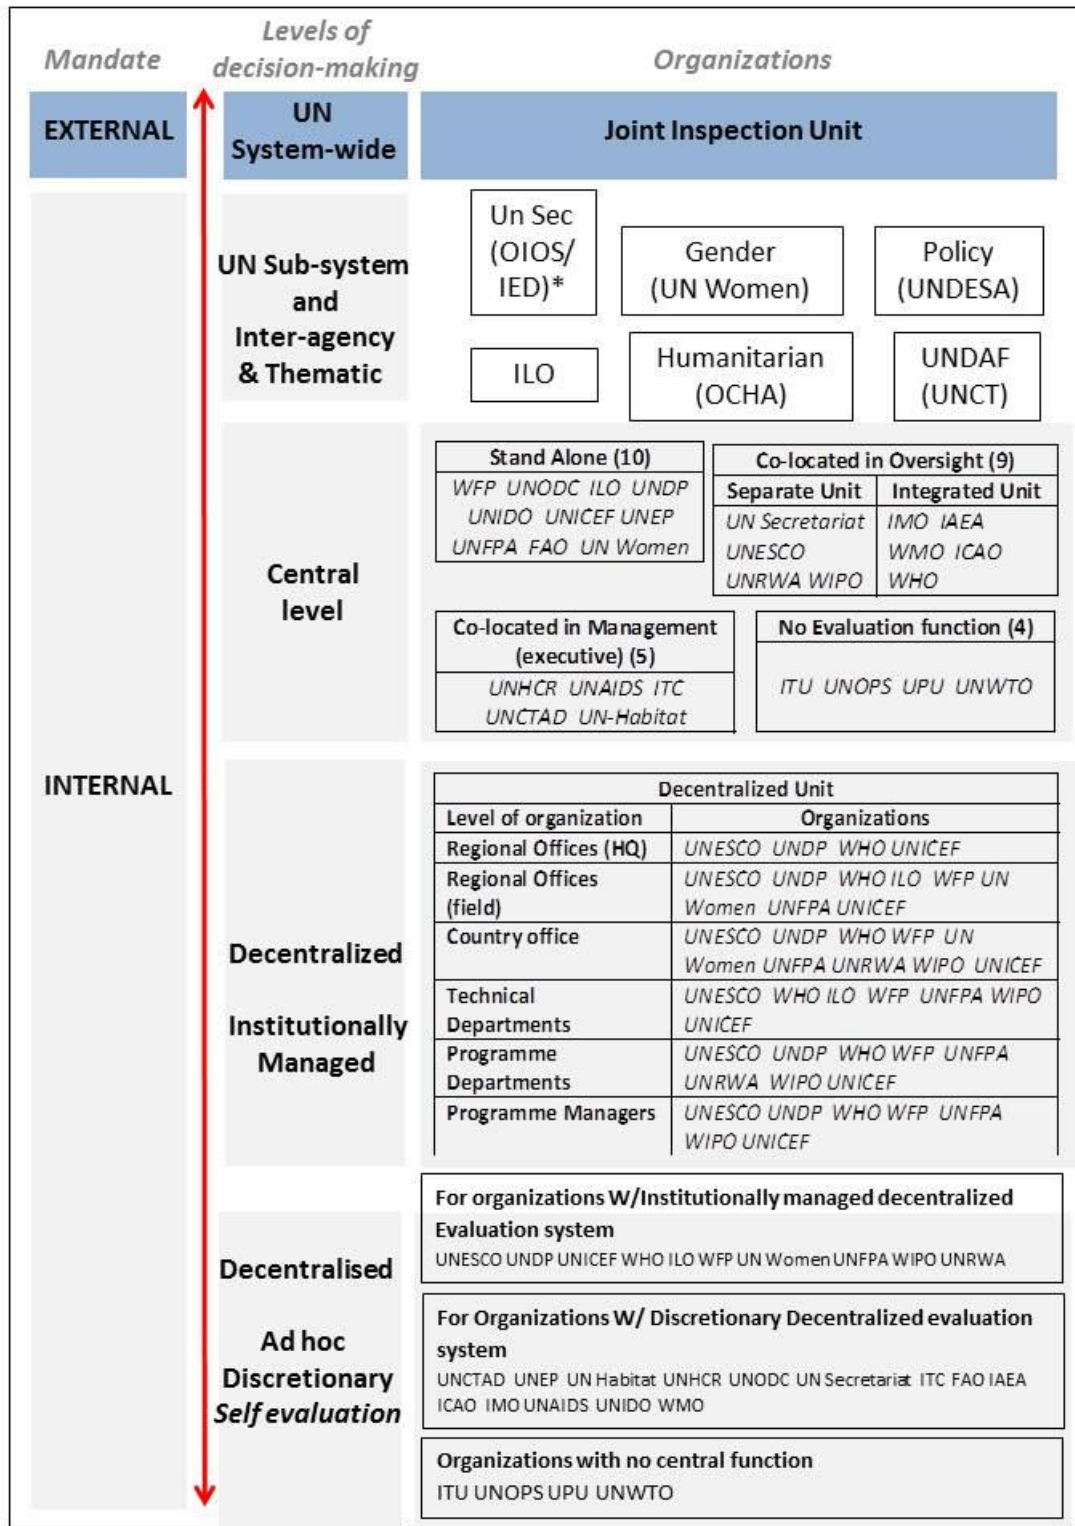 Mandate
Levels of
decision-making
Organizations
EXTERNAL
UN
System-wide
Joint Inspection Unit
INTERNAL
UN Sub-system
and
Inter-agency
& Thematic
Un Sec
(OIOS/
IED)*
Gender
(UN Women)
Policy
(UNDESA)
ILO
Humanitarian
(OCHA)
UNDAF
(UNCT)
Central
level
Stand Alone (10)
WFP UNODC ILO UNDP
UNIDO UNICEF UNEP
UNFPA FAO UN Women
Co-located in Oversight (9)
Separate Unit
UN Secretariat
UNESCO
UNRWA WIPO
Integrated Unit
IMO IAEA
WMO ICAO
WHO
Co-located in Management
(executive) (5)
UNHCR UNAIDS ITC
UNCTAD UN-Habitat
No Evaluation function (4)
ITU UNOPS UPU UNWTO
Decentralized
Institutionally
Managed
Decentralized Unit
Level of organization
Organizations
Regional Offices (HQ)
UNESCO UNDP WHO UNICEF
Regional Offices
(field)
UNESCO UNDP WHO ILO WFP UN
Women UNFPA UNICEF
Country office
UNESCO UNDP WHO WFP UN
Women UNFPA UNRWA WIPO UNICEF
Technical
Departments
UNESCO WHO ILO WFP UNFPA WIPO
UNICEF
Programme
Departments
UNESCO UNDP WHO WFP UNFPA
UNRWA WIPO UNICEF
Programme Managers
UNESCO UNDP WHO WFP UNFPA
WIPO UNICEF
Decentralised
Ad hoc
Discretionary
Self evaluation
For organizations W/Institutionally managed decentralized
Evaluation system
UNESCO UNDP UNICEF WHO ILO WFP UN Women UNFPA WIPO UNRWA
For Organizations W/ Discretionary Decentralized evaluation
system
UNCTAD UNEP UN Habitat UNHCR UNODC UN Secretariat ITC FAO IAEA
ICAO IMO UNAIDS UNIDO WMO
Organizations with no central function
ITU UNOPS UPU UNWTO